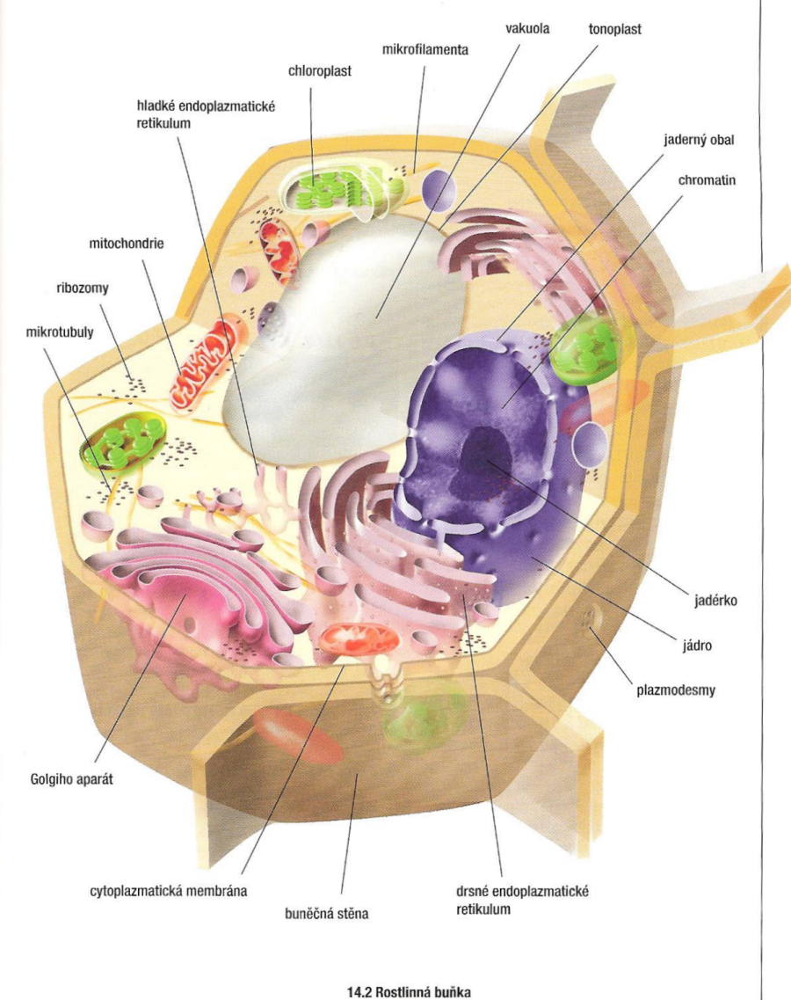 vakuola
tonoplast
mikrofilamenta
chloroplast
hladké endoplazmatické
retikulum
jaderný obal
chromatin
mitochondrie
ribozomy
mikrotubuly
jadérko
jádro
plazmodesmy
Golgiho aparát
cytoplazmatická membrána
buněčná stěna
drsné endoplazmatické
retikulum
14.2 Rostlinná buňka